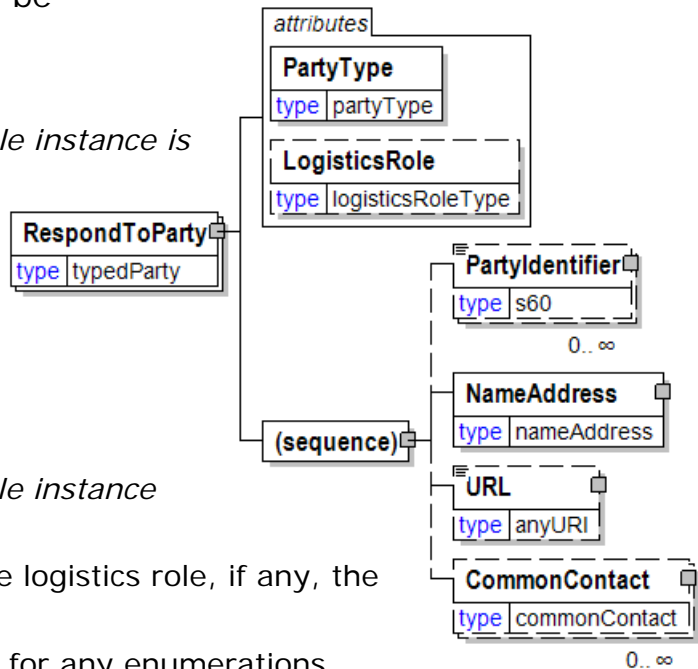 be
attributes
PartyType
type partyType
le instance is
LogisticsRole
type logisticsRoleType
RespondToParty
type typedParty
PartyIdentifier
type s60
0.. ∞
NameAddress
type nameAddress
(sequence)
URL
type anyURI
le instance
e logistics role, if any, the
CommonContact
type commonContact
for any enumerations
0.. ∞